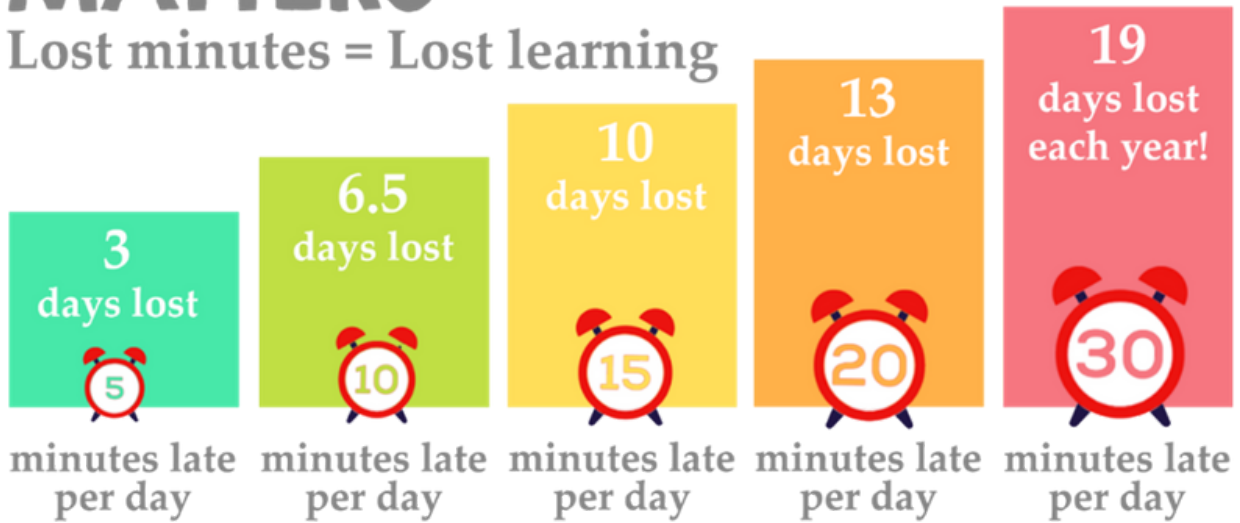 MATTERS
Lost minutes = Lost learning
3
days lost
5
minutes late
per day
6.5
days lost
10
minutes late
per day
10
days lost
15
minutes late
per day
13
days lost
20
minutes late
per day
19
days lost
each year!
30
minutes late
per day